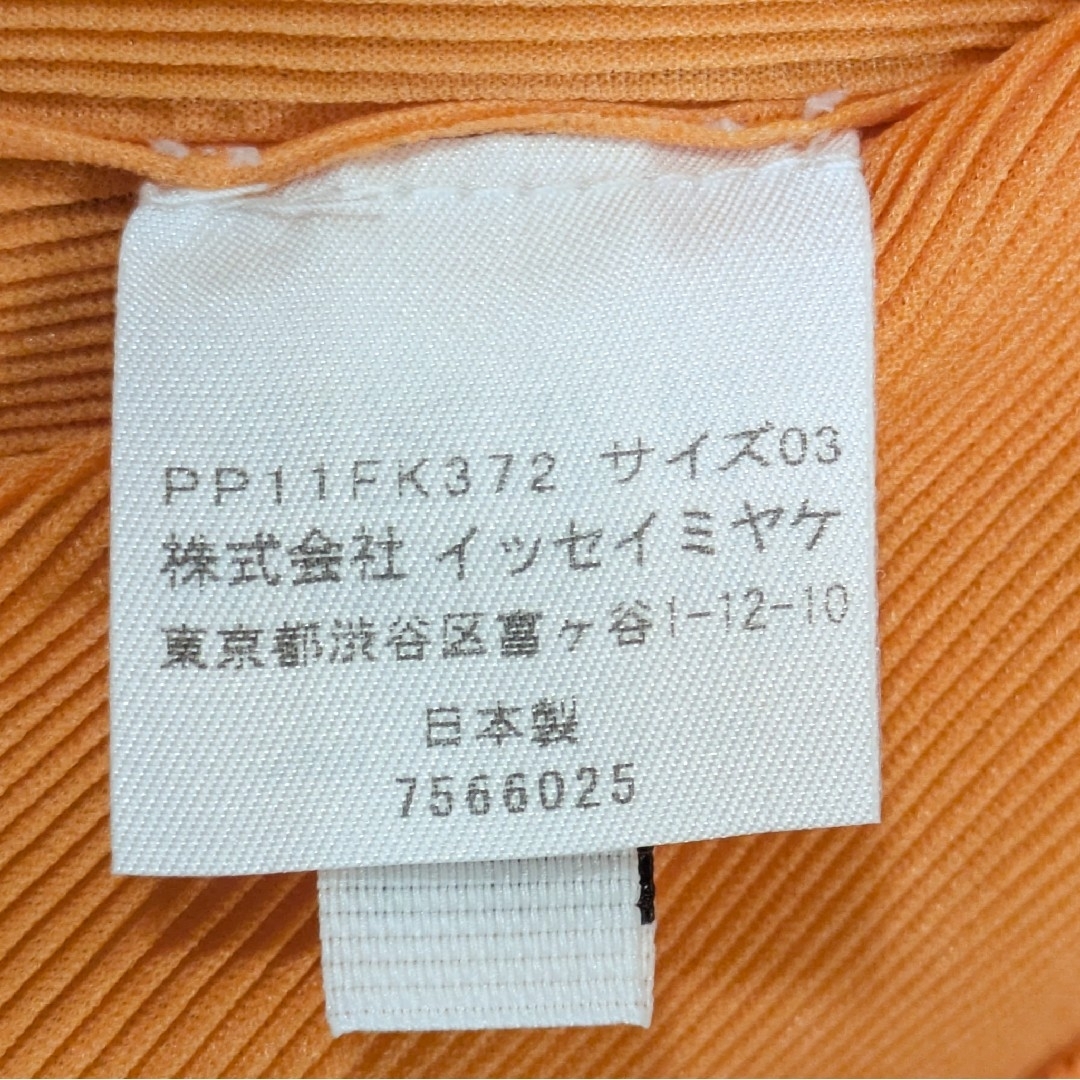 PP11FK372 サイズ03
株式会社 イッセイミヤケ
東京都渋谷区富ヶ谷1-12-10
日本製
7566025